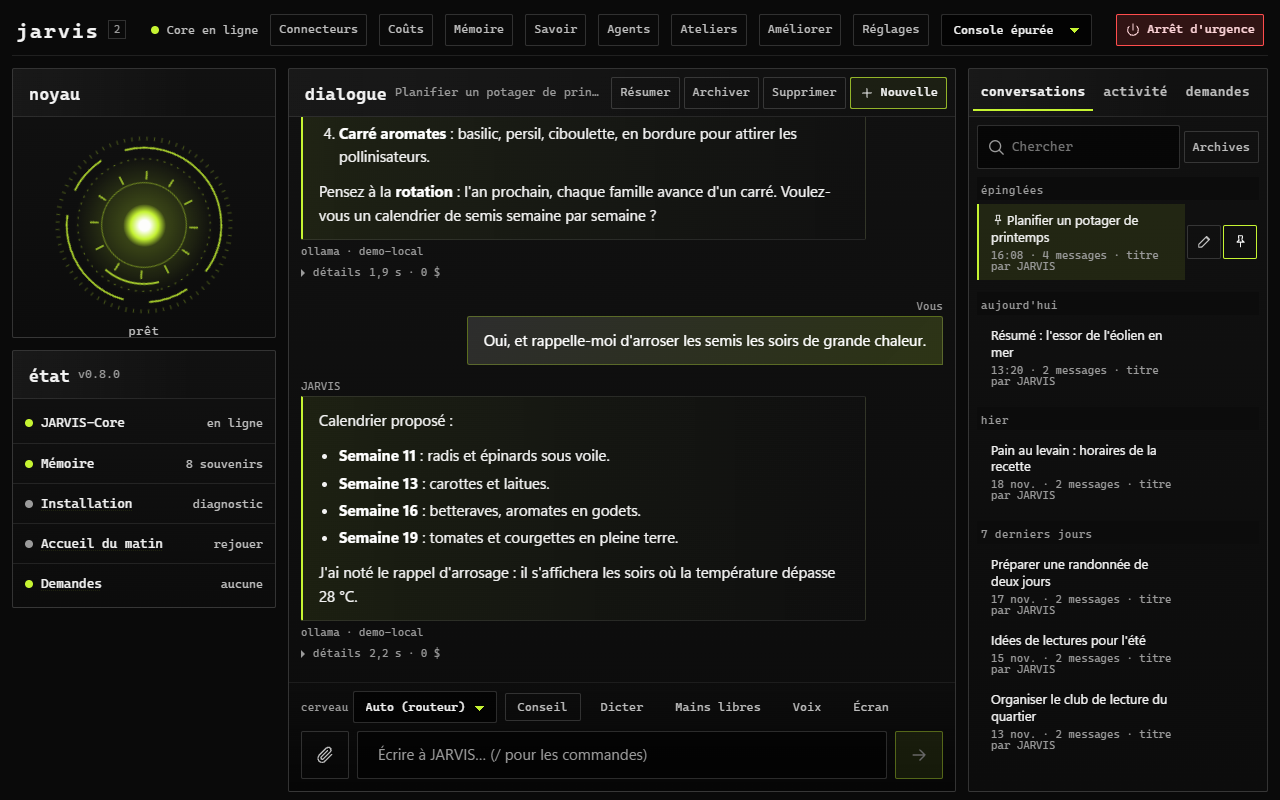 jarvis 2 Core en ligne Connecteurs Coûts Mémoire Savoir Agents Ateliers Améliorer Réglages Console épurée Arrêt d'urgence
noyau
prêt
état v0.8.0
JARVIS-Core en ligne
Mémoire 8 souvenirs
Installation diagnostic
Accueil du matin rejouer
Demandes aucune
dialogue Planifier un potager de prin… Résumer Archiver Supprimer + Nouvelle
4. Carré aromates : basilic, persil, ciboulette, en bordure pour attirer les
pollinisateurs.
Pensez à la rotation : l'an prochain, chaque famille avance d'un carré. Voulez-
vous un calendrier de semis semaine par semaine ?
ollama · demo-local
détails 1,9 s · 0 $
Vous
Oui, et rappelle-moi d'arroser les semis les soirs de grande chaleur.
JARVIS
Calendrier proposé :
• Semaine 11 : radis et épinards sous voile.
• Semaine 13 : carottes et laitues.
• Semaine 16 : betteraves, aromates en godets.
• Semaine 19 : tomates et courgettes en pleine terre.
J'ai noté le rappel d'arrosage : il s'affichera les soirs où la température dépasse
28 °C.
ollama · demo-local
détails 2,2 s · 0 $
cerveau Auto (routeur) Conseil Dicter Mains libres Voix Écran
Écrire à JARVIS... (/ pour les commandes)
conversations activité demandes
Chercher Archives
épinglées
Planifier un potager de
printemps
16:08 · 4 messages · titre
par JARVIS
aujourd'hui
Résumé : l'essor de l'éolien en
mer
13:20 · 2 messages · titre
par JARVIS
hier
Pain au levain : horaires de la
recette
18 nov. · 2 messages · titre
par JARVIS
7 derniers jours
Préparer une randonnée de
deux jours
17 nov. · 2 messages · titre
par JARVIS
Idées de lectures pour l'été
15 nov. · 2 messages · titre
par JARVIS
Organiser le club de lecture du
quartier
13 nov. · 2 messages · titre
par JARVIS